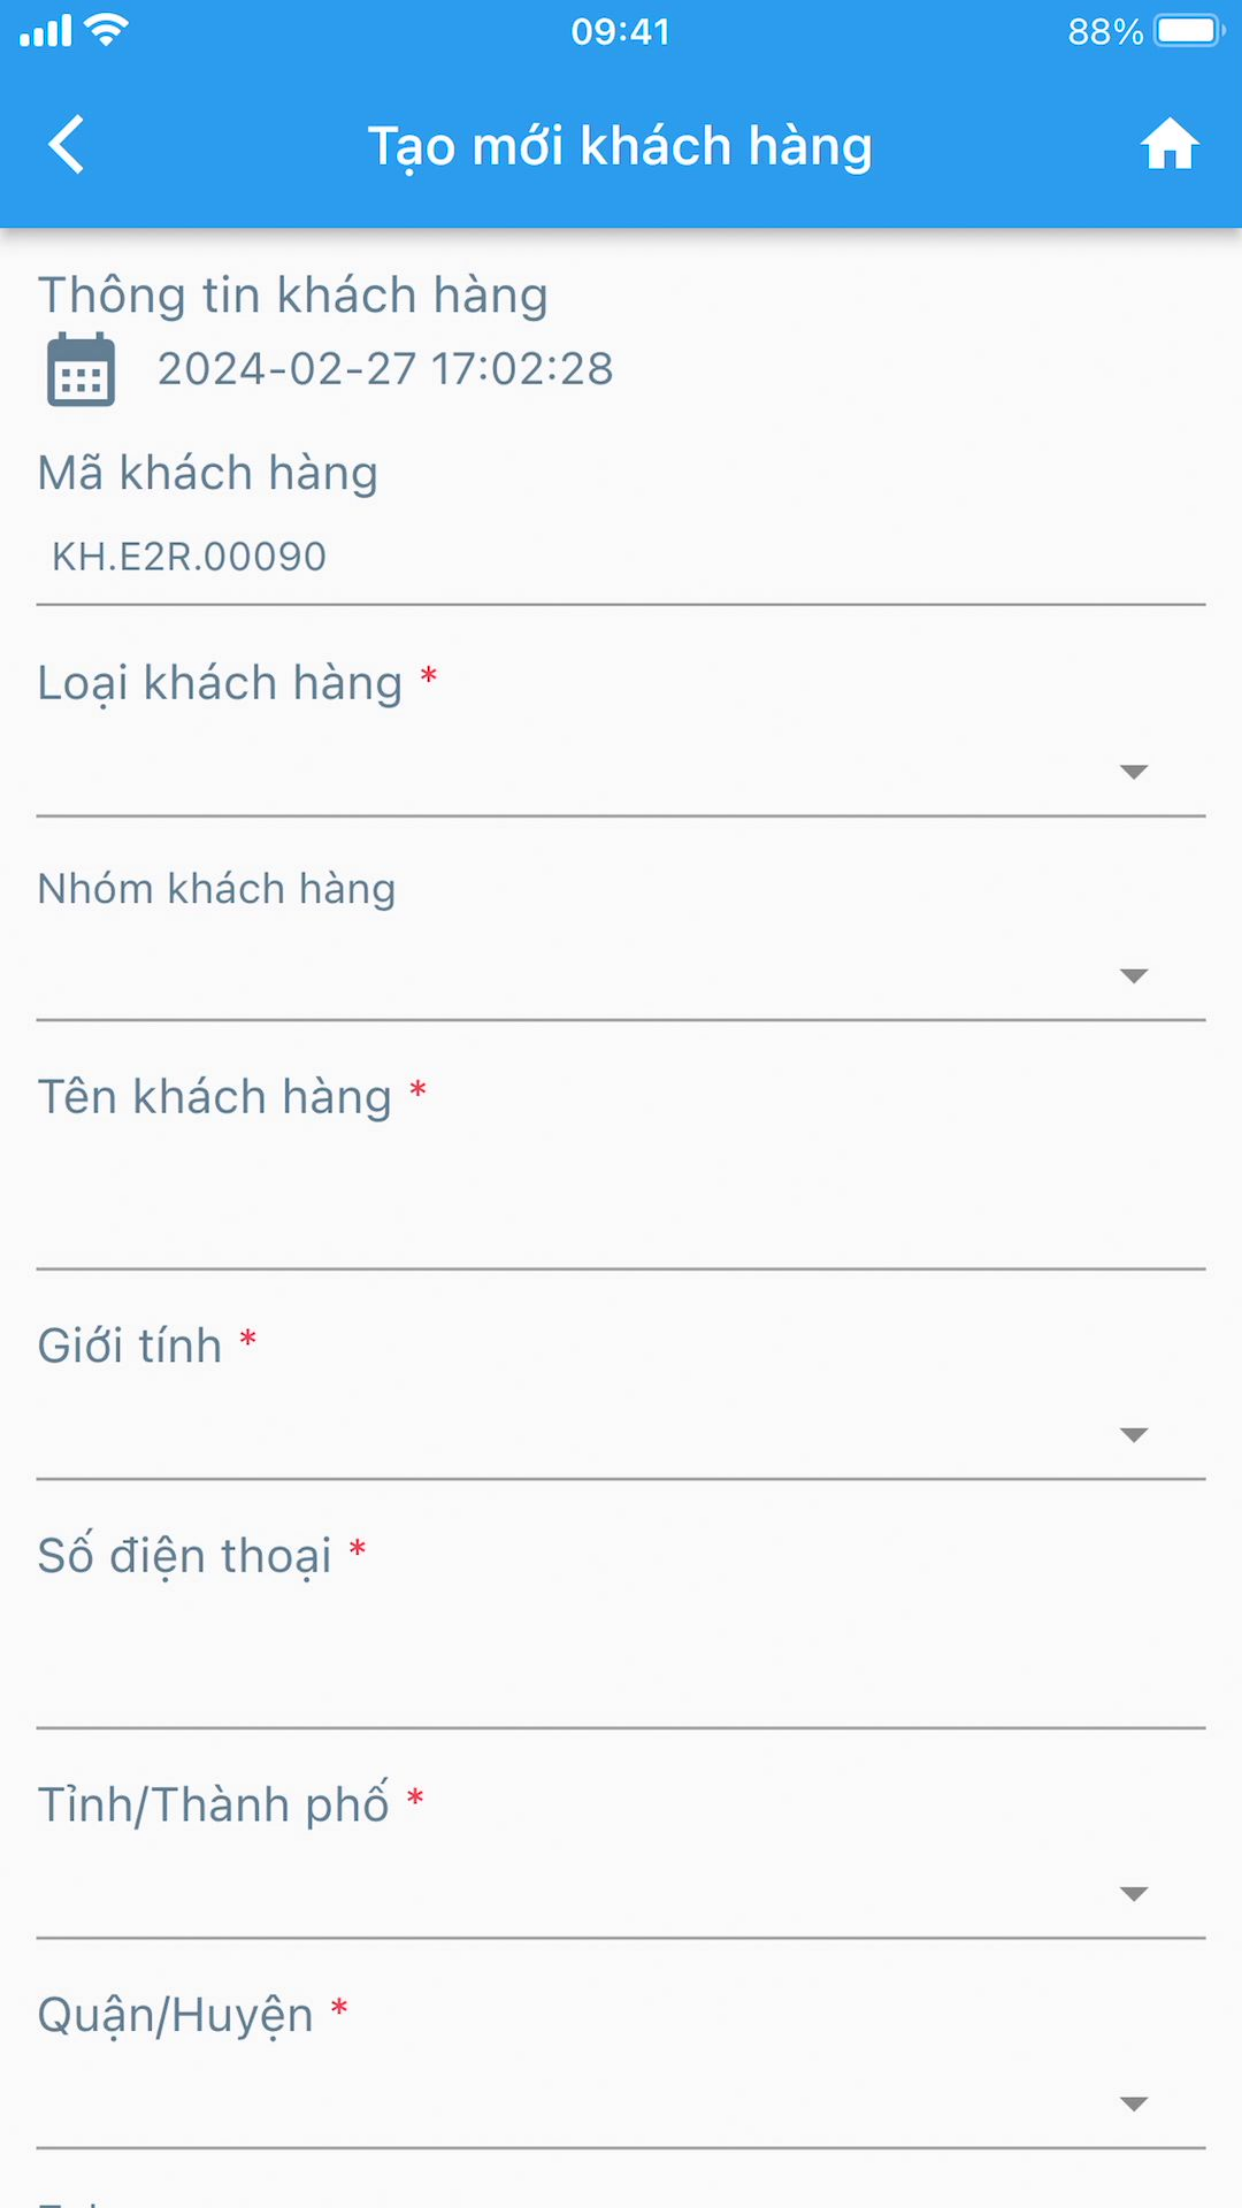 09:41
88%
Tạo mới khách hàng
Thông tin khách hàng
2024-02-27 17:02:28
Mã khách hàng
KH.E2R.00090
Loại khách hàng *
Nhóm khách hàng
Tên khách hàng *
Giới tính *
Số điện thoại *
Tỉnh/Thành phố *
Quận/Huyện *